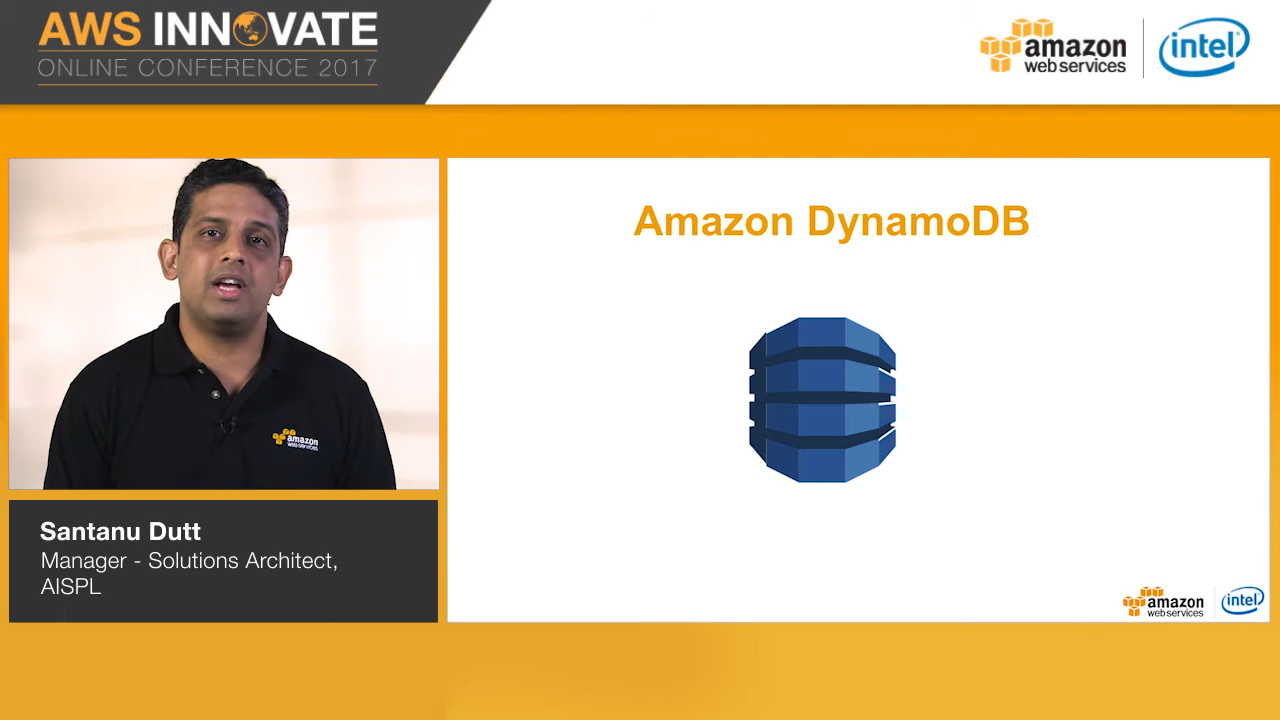 AWS INNOVATE
ONLINE CONFERENCE 2017
amazon
web services
intel
Amazon DynamoDB
amazon
web services
Santanu Dutt
Manager - Solutions Architect,
AISPL
amazon
web services
intel